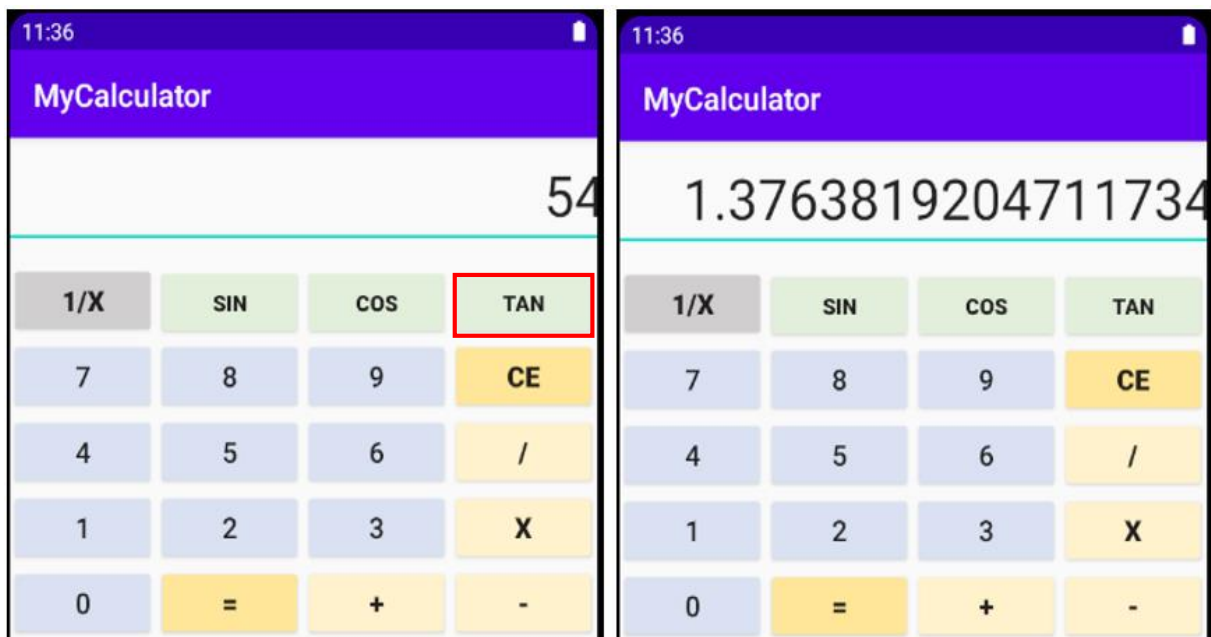 11:36
MyCalculator
54
1/X SIN COS TAN
7 8 9 CE
4 5 6 /
1 2 3 X
0 = + -
11:36
MyCalculator
1.3763819204711734
1/X SIN COS TAN
7 8 9 CE
4 5 6 /
1 2 3 X
0 = + -